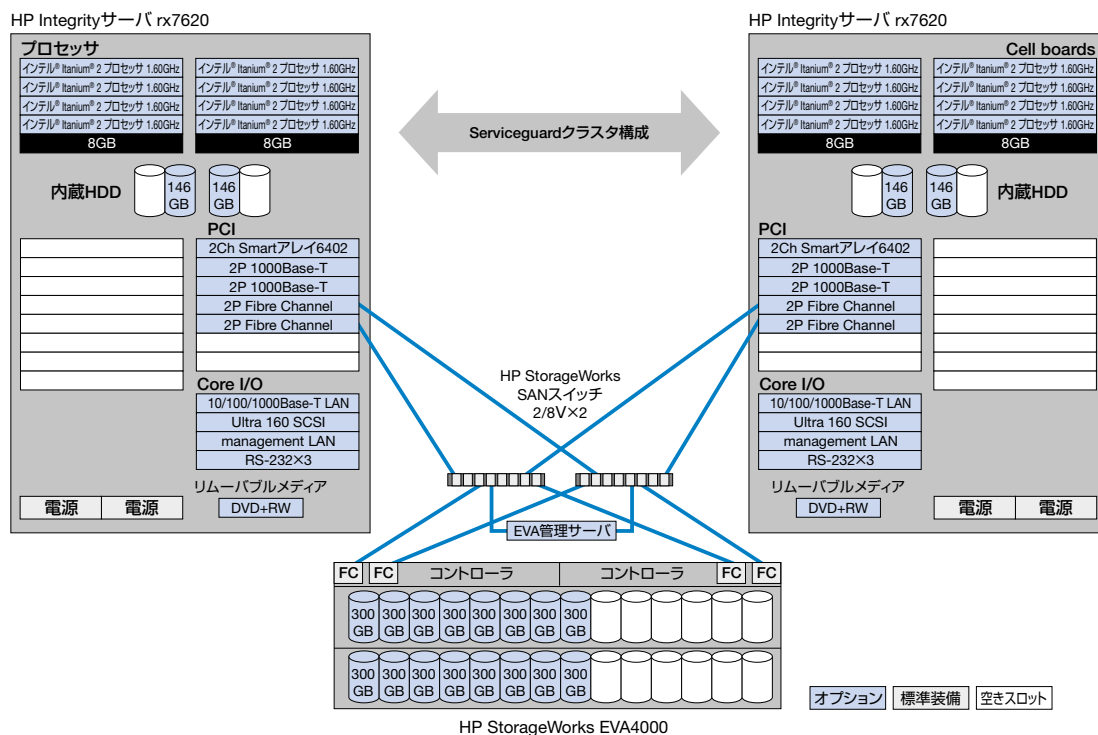 HP Integrityサーバ rx7620
プロセッサ
インテル® Itanium® 2 プロセッサ 1.60GHz
インテル® Itanium® 2 プロセッサ 1.60GHz
インテル® Itanium® 2 プロセッサ 1.60GHz
インテル® Itanium® 2 プロセッサ 1.60GHz
8GB
インテル® Itanium® 2 プロセッサ 1.60GHz
インテル® Itanium® 2 プロセッサ 1.60GHz
インテル® Itanium® 2 プロセッサ 1.60GHz
インテル® Itanium® 2 プロセッサ 1.60GHz
8GB
内蔵HDD
146
GB
146
GB
PCI
2Ch Smartアレイ6402
2P 1000Base-T
2P 1000Base-T
2P Fibre Channel
2P Fibre Channel
Core I/O
10/100/1000Base-T LAN
Ultra 160 SCSI
management LAN
RS-232×3
リムーバブルメディア
DVD+RW
電源
電源
Serviceguardクラスタ構成
HP Integrityサーバ rx7620
Cell boards
インテル® Itanium® 2 プロセッサ 1.60GHz
インテル® Itanium® 2 プロセッサ 1.60GHz
インテル® Itanium® 2 プロセッサ 1.60GHz
インテル® Itanium® 2 プロセッサ 1.60GHz
8GB
インテル® Itanium® 2 プロセッサ 1.60GHz
インテル® Itanium® 2 プロセッサ 1.60GHz
インテル® Itanium® 2 プロセッサ 1.60GHz
インテル® Itanium® 2 プロセッサ 1.60GHz
8GB
146
GB
146
GB
内蔵HDD
PCI
2Ch Smartアレイ6402
2P 1000Base-T
2P 1000Base-T
2P Fibre Channel
2P Fibre Channel
Core I/O
10/100/1000Base-T LAN
Ultra 160 SCSI
management LAN
RS-232×3
リムーバブルメディア
DVD+RW
電源
電源
HP StorageWorks
SANスイッチ
2/8V×2
EVA管理サーバ
FC
FC
コントローラ
コントローラ
FC
FC
300 300 300 300 300 300 300 300
GB GB GB GB GB GB GB GB
300 300 300 300 300 300 300 300
GB GB GB GB GB GB GB GB
HP StorageWorks EVA4000
オプション
標準装備
空きスロット